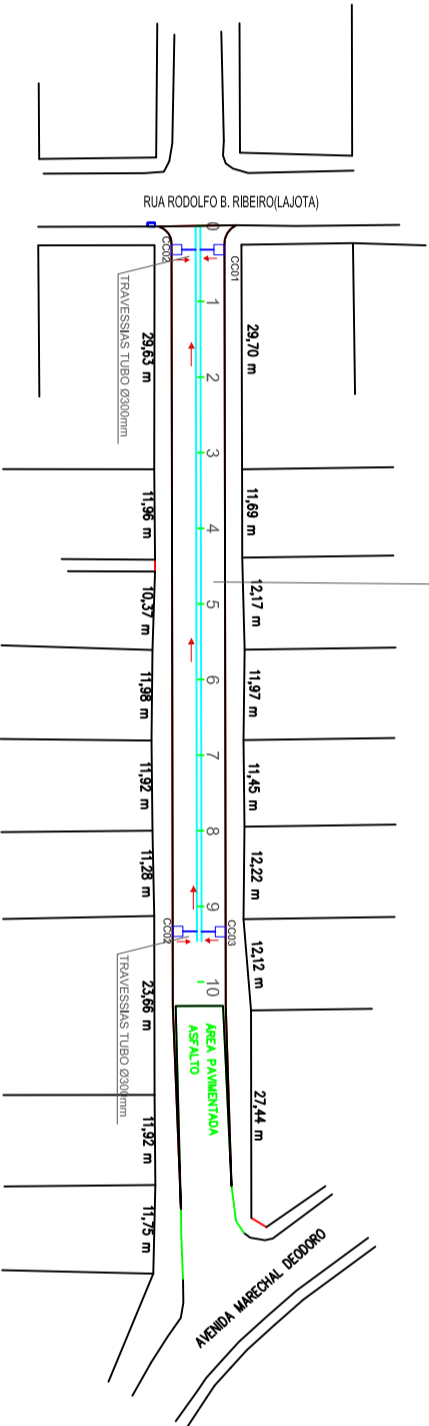 RUA RODOLFO B. RIBEIRO(LAJOTA)
0
CC02
CC01
TRAVESSIAS TUBO Ø300mm
1
2
3
4
5
6
7
8
9
10
29,63 m
29,70 m
11,96 m
11,69 m
10,37 m
12,17 m
11,98 m
11,97 m
11,92 m
11,45 m
11,28 m
12,22 m
CC02
CC03
12,12 m
TRAVESSIAS TUBO Ø300mm
23,66 m
ÁREA PAVIMENTADA
ASFALTO
27,44 m
11,92 m
11,75 m
AVENIDA MARECHAL DEODORO